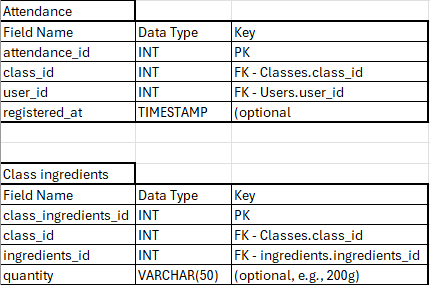 Attendance
Field Name Data Type Key
attendance_id INT PK
class_id INT FK - Classes.class_id
user_id INT FK - Users.user_id
registered_at TIMESTAMP (optional
Class ingredients
Field Name Data Type Key
class_ingredients_id INT PK
class_id INT FK - Classes.class_id
ingredients_id INT FK - ingredients.ingredients_id
quantity VARCHAR(50) (optional, e.g., 200g)